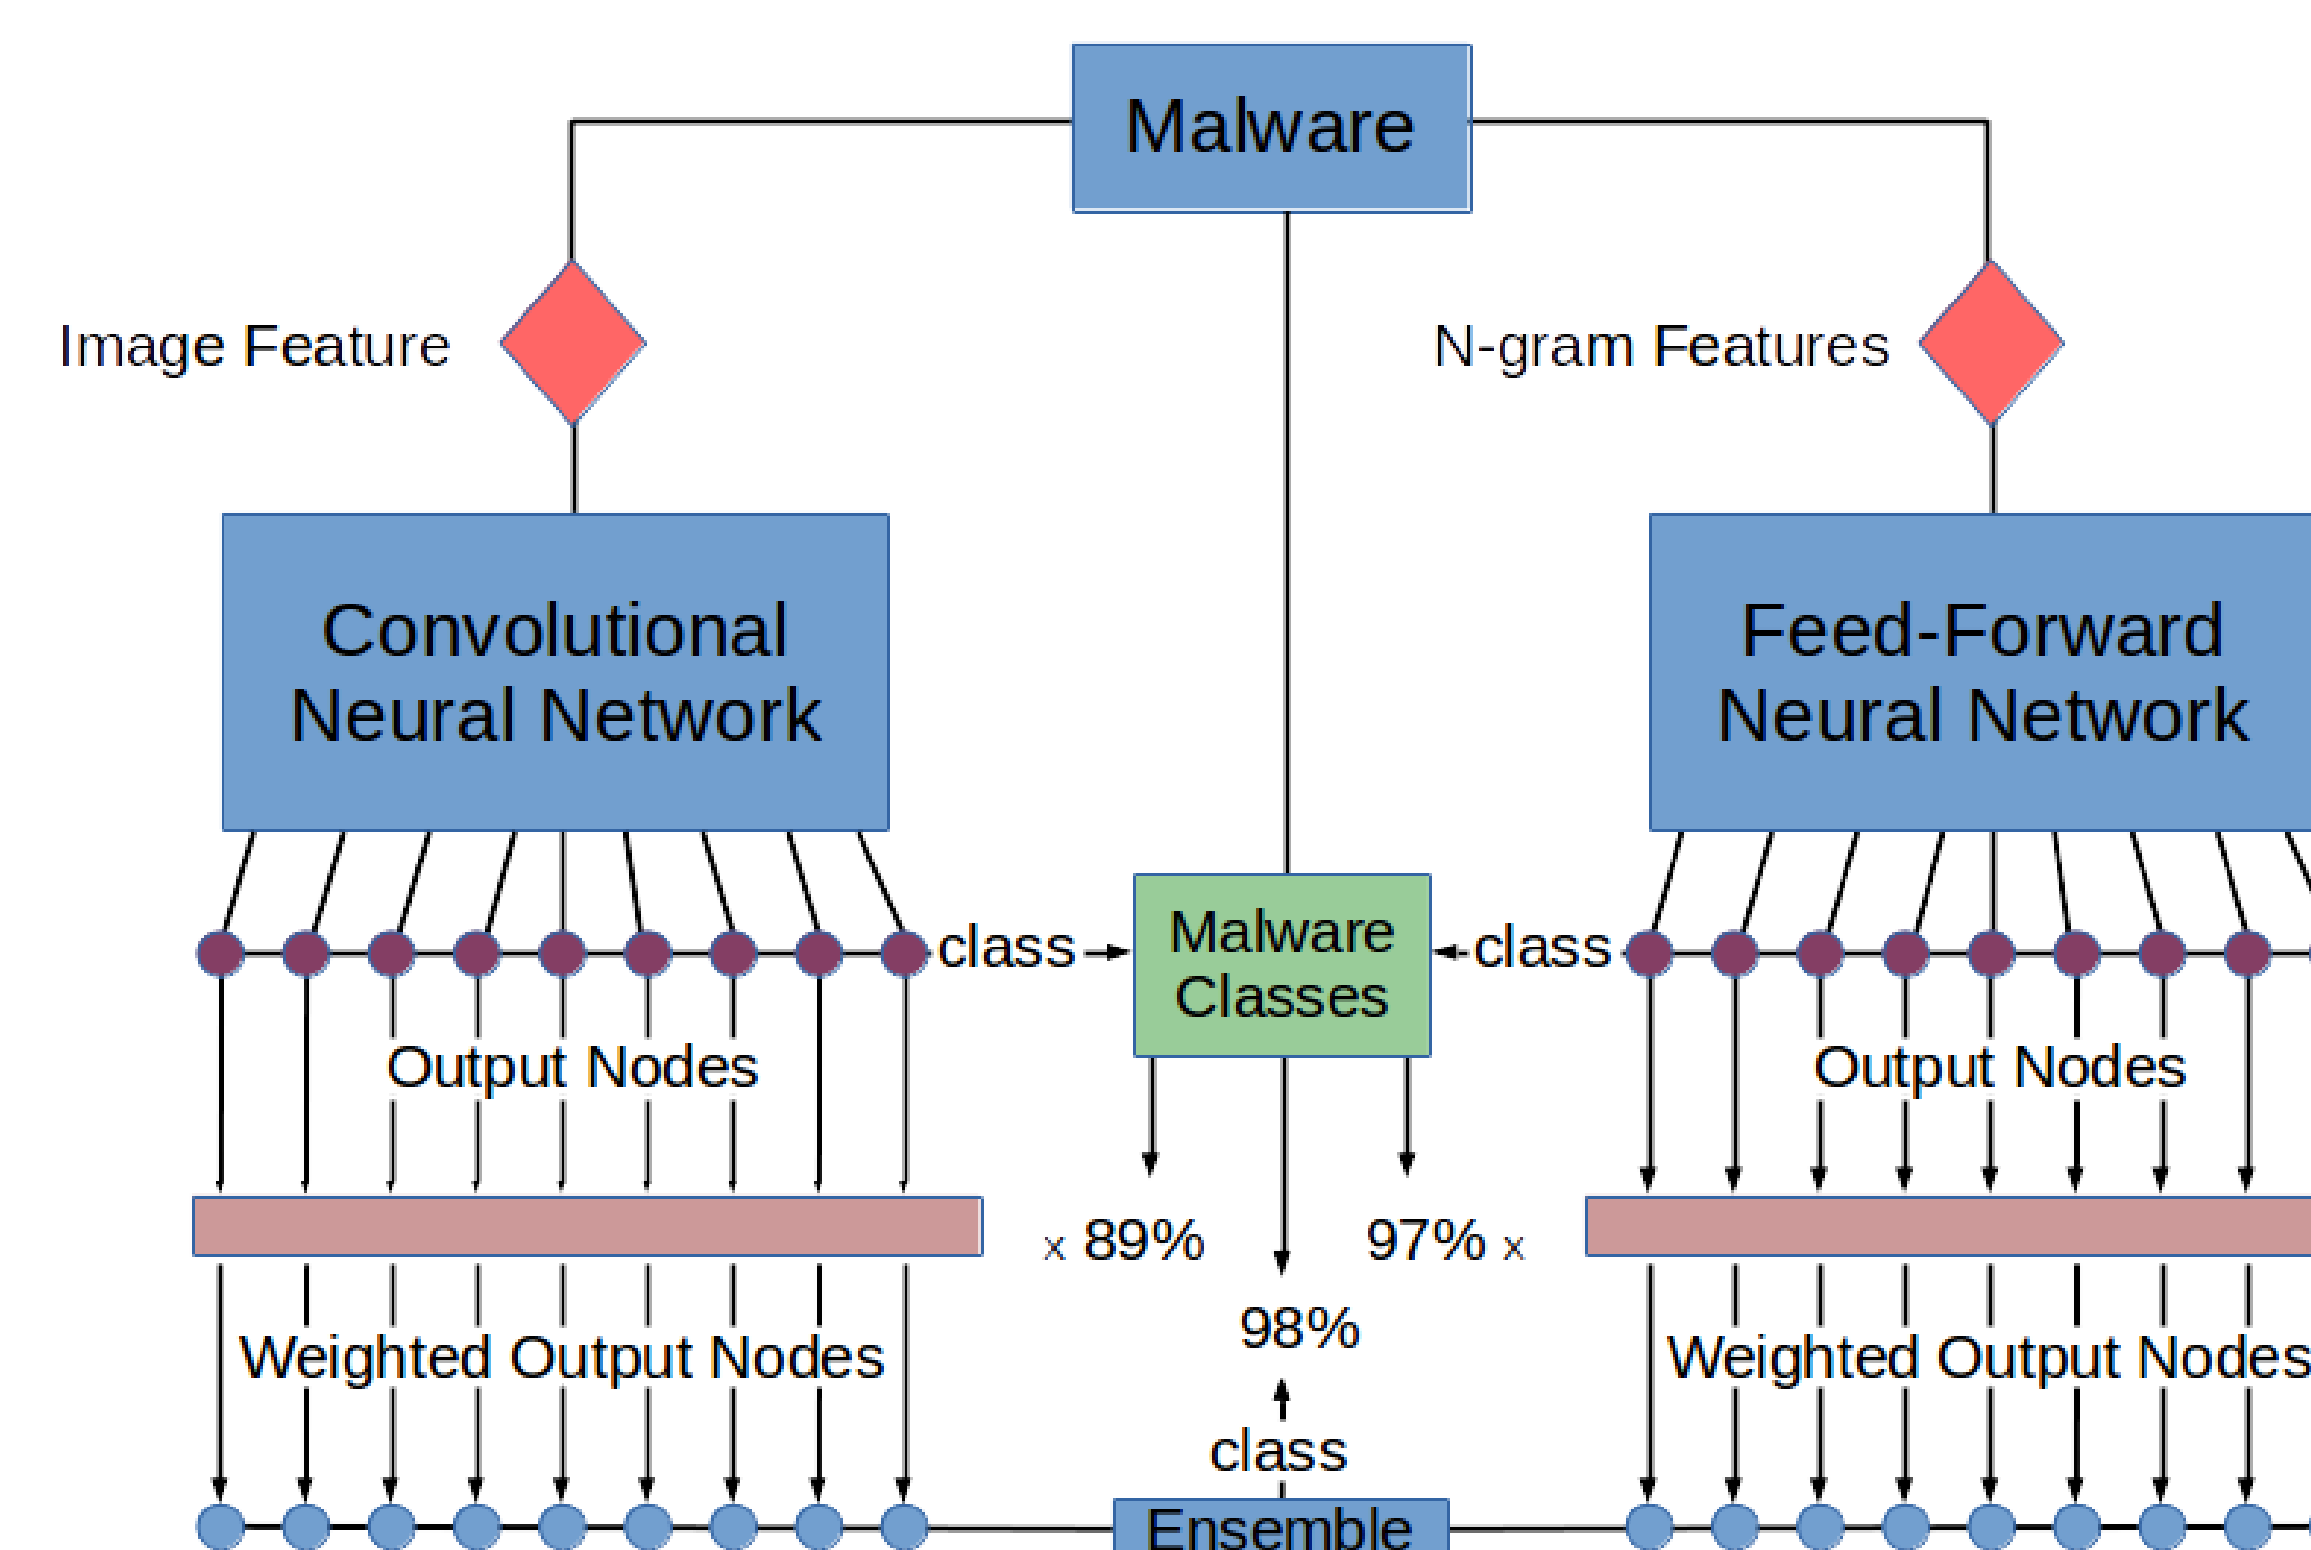 Malware
Image Feature
N-gram Features
Convolutional
Neural Network
Feed-Forward
Neural Network
class
Malware
Classes
class
Output Nodes
Output Nodes
x 89%
97% x
98%
Weighted Output Nodes
Weighted Output Nodes
class
Ensemble